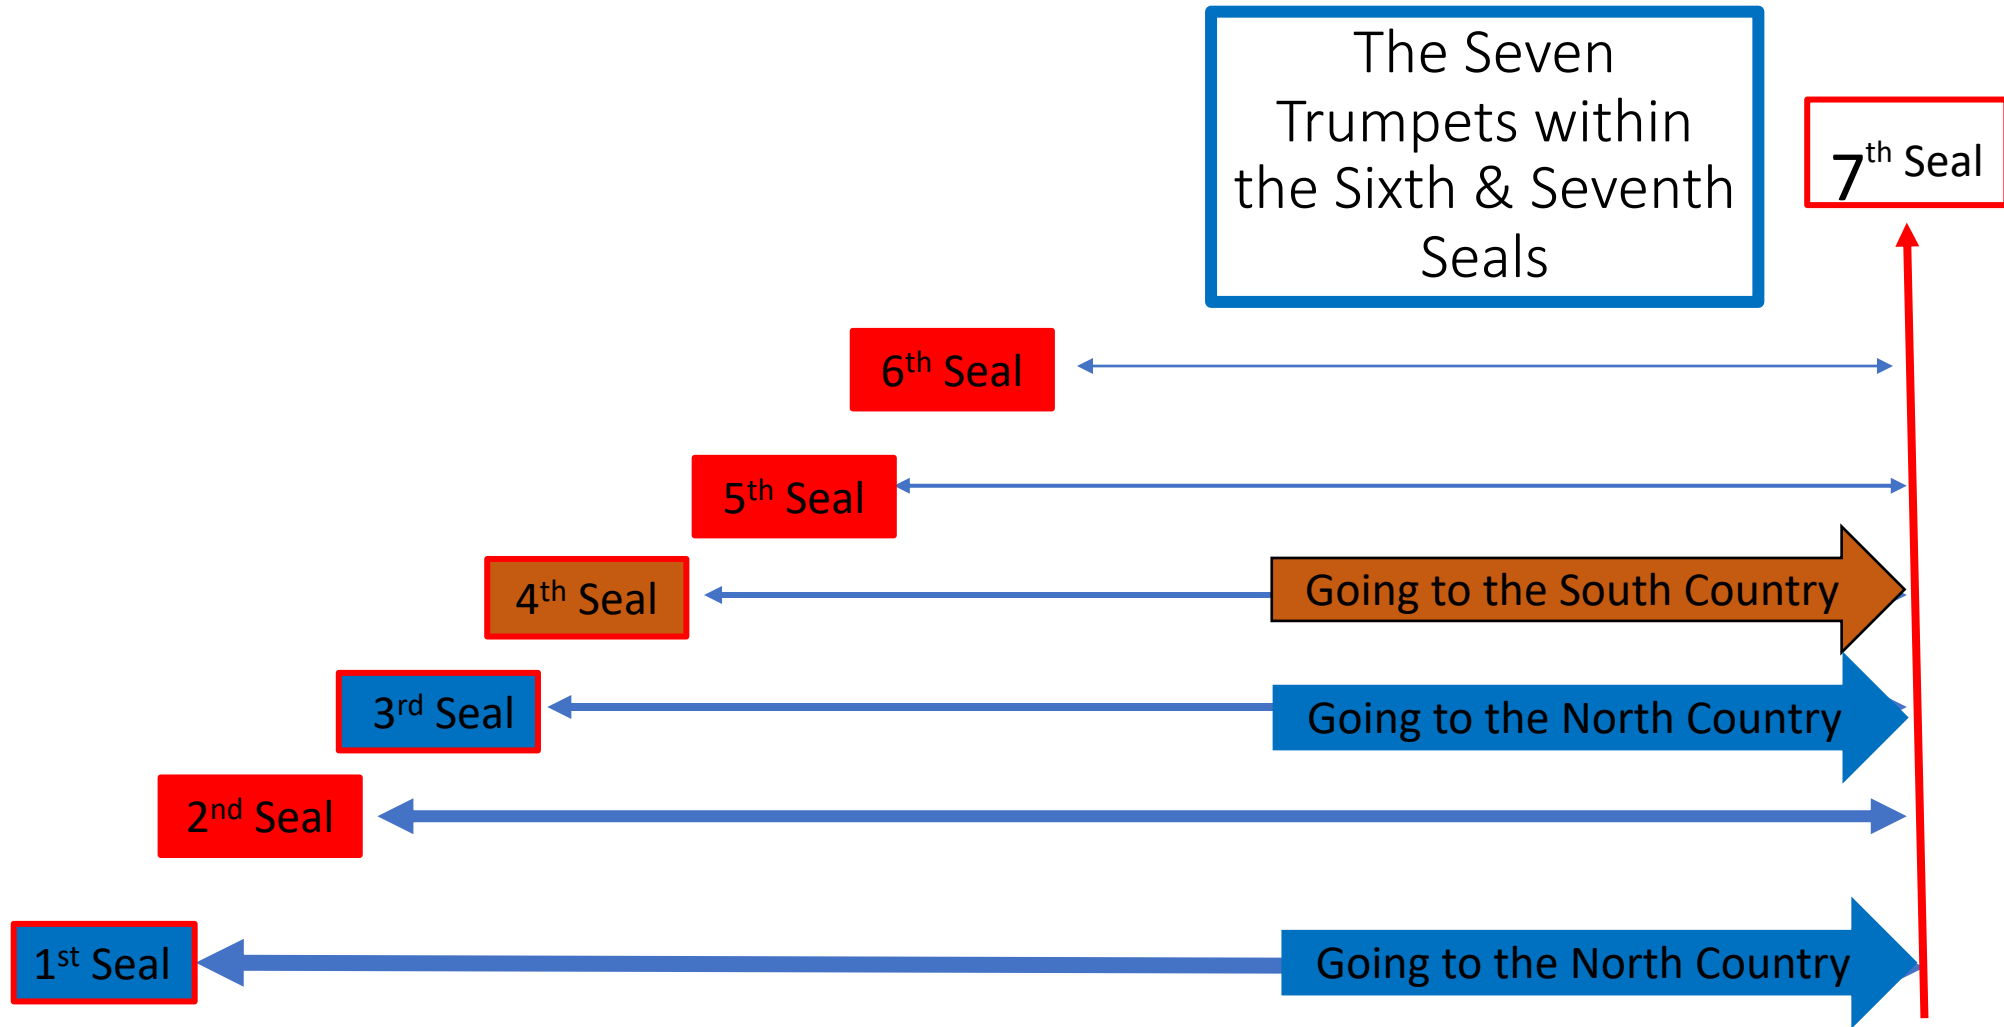 The Seven
Trumpets within
the Sixth & Seventh
Seals
7th Seal
6th Seal
5th Seal
4th Seal
Going to the South Country
3rd Seal
Going to the North Country
2nd Seal
1st Seal
Going to the North Country